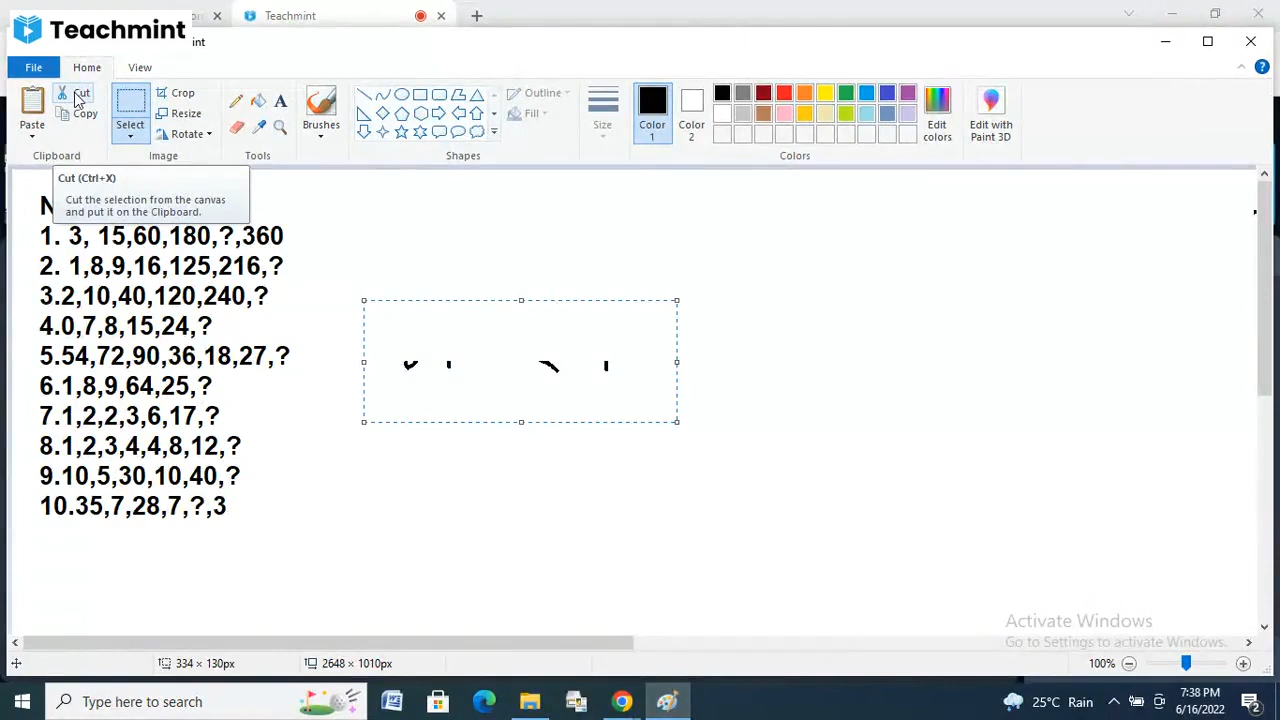 Teachmint
Teachmint
File
Home
View
Cut
Copy
Paste
Crop
Resize
Select
Rotate
Brushes
Outline
Fill
Size
Color 1
Color 2
Edit colors
Edit with Paint 3D
Clipboard
Image
Tools
Shapes
Colors
Cut (Ctrl+X)
Cut the selection from the canvas
and put it on the Clipboard.
1. 3, 15,60,180,?,360
2. 1,8,9,16,125,216,?
3.2,10,40,120,240,?
4.0,7,8,15,24,?
5.54,72,90,36,18,27,?
6.1,8,9,64,25,?
7.1,2,2,3,6,17,?
8.1,2,3,4,4,8,12,?
9.10,5,30,10,40,?
10.35,7,28,7,?,3
Activate Windows
Go to Settings to activate Windows.
334 × 130px
2648 × 1010px
100%
Type here to search
25°C Rain
7:38 PM
6/16/2022
2